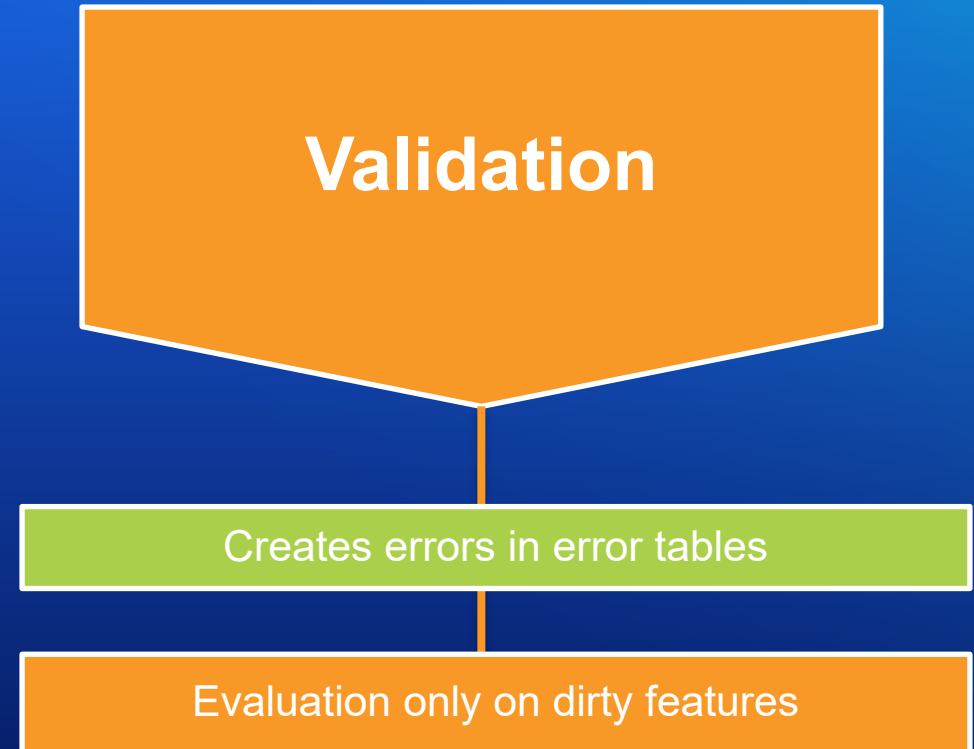 Validation
Creates errors in error tables
Evaluation only on dirty features